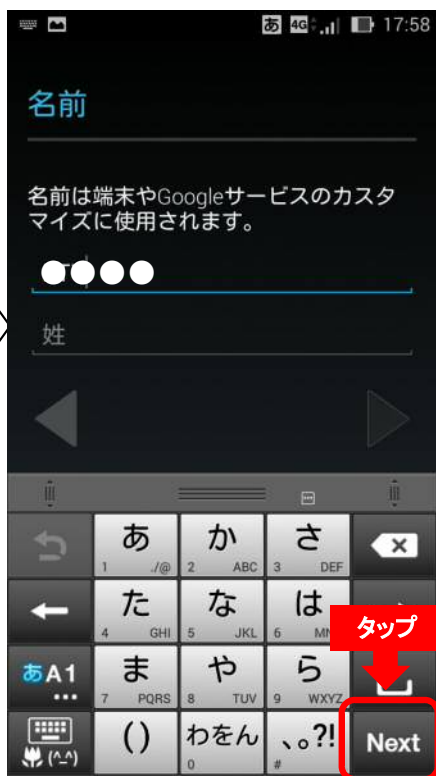 あ 4G 17:58
名前
名前は端末やGoogleサービスのカスタ
マイズに使用されます。
●●●●
姓
あ か さ
1 ./@ 2 ABC 3 DEF
た な は
4 GHI 5 JKL 6
タップ
あA1 ま や ら
... 7 PQRS 8 TUV 9 WXYZ
(^_^) () わをん 、。?! Next
0 #